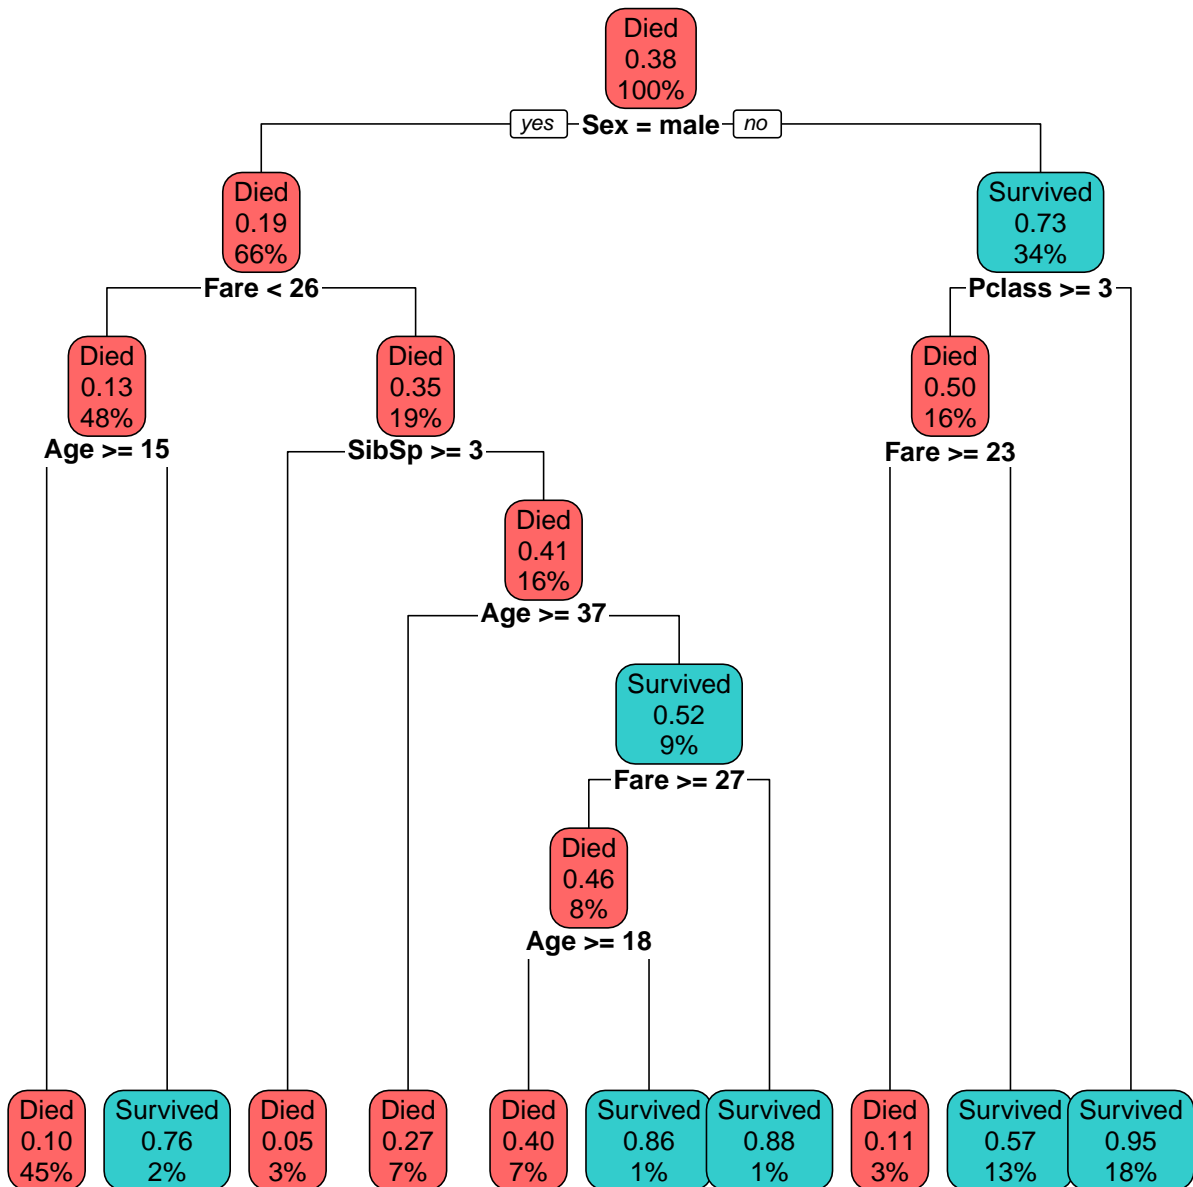 Died
0.38
100%
yes Sex = male no
Died
0.19
66%
Survived
0.73
34%
Fare < 26
Pclass >= 3
Died
0.13
48%
Died
0.35
19%
Died
0.50
16%
Age >= 15
SibSp >= 3
Fare >= 23
Died
0.41
16%
Age >= 37
Survived
0.52
9%
Fare >= 27
Died
0.46
8%
Age >= 18
Died
0.10
45%
Survived
0.76
2%
Died
0.05
3%
Died
0.27
7%
Died
0.40
7%
Survived
0.86
1%
Survived
0.88
1%
Died
0.11
3%
Survived
0.57
13%
Survived
0.95
18%